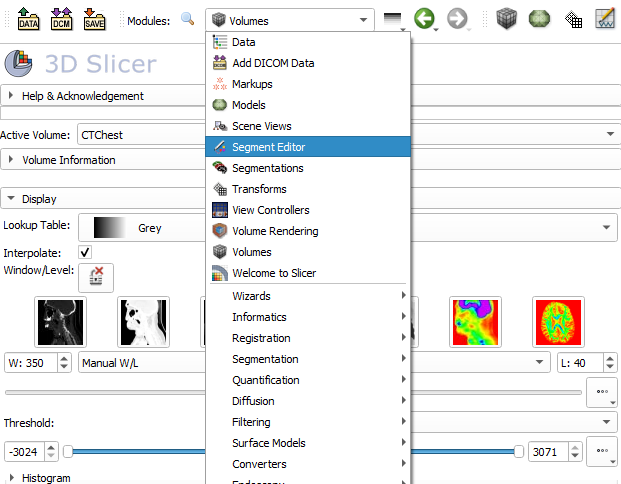 DATA DCM SAVE Modules: Volumes
Data
3D Slicer
Add DICOM Data
Markups
Help & Acknowledgement
Models
Scene Views
Active Volume: CTChest
Segment Editor
Volume Information
Segmentations
Transforms
Display
View Controllers
Lookup Table: Grey
Volume Rendering
Interpolate:
Volumes
Window/Level:
Welcome to Slicer
Wizards
Informatics
Registration
W: 350 Manual W/L L: 40
Segmentation
Quantification
Diffusion
Threshold:
Filtering
Surface Models
-3024 3071
Converters
Histogram